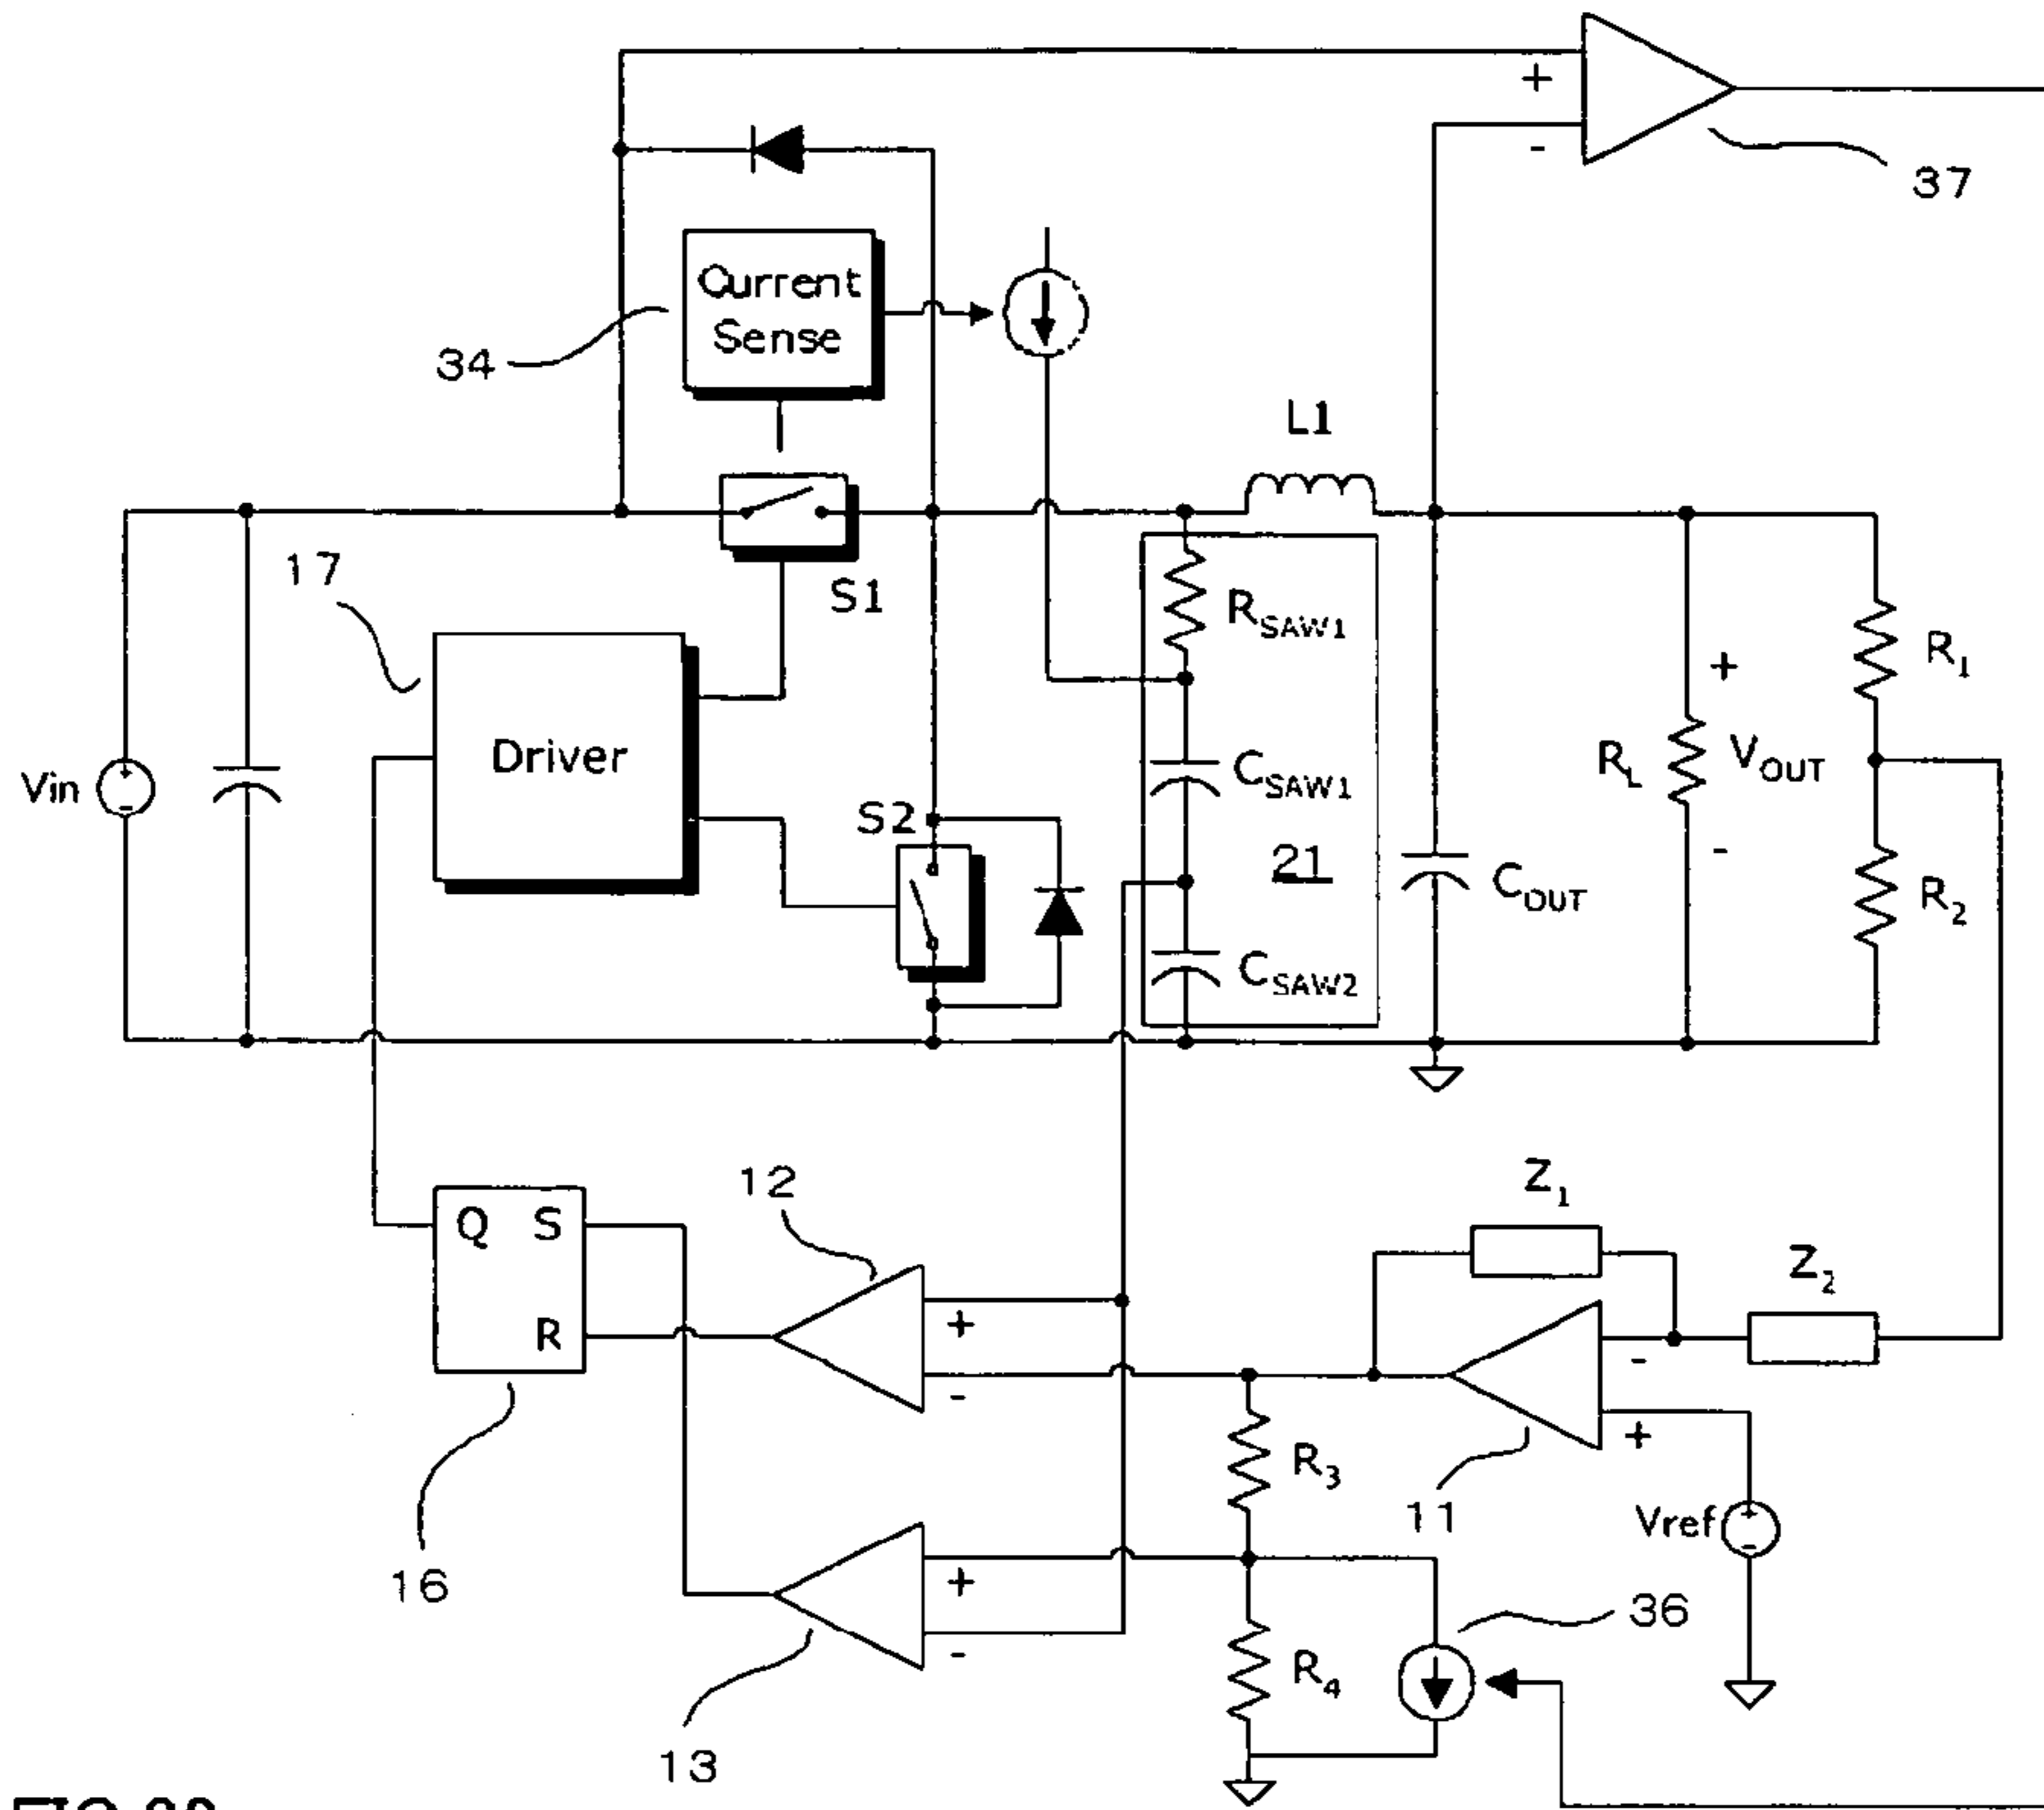 +
-
37
Current
Sense
34
L1
17
S1
R_SAW1
R_1
+
Driver
Vin
+
-
R_L
V_OUT
C_SAW1
S2
21
-
C_OUT
R_2
C_SAW2
12
Z_1
Q S
R
Z_2
+
-
-
+
R_3
11
Vref
+
-
16
+
-
36
R_4
13